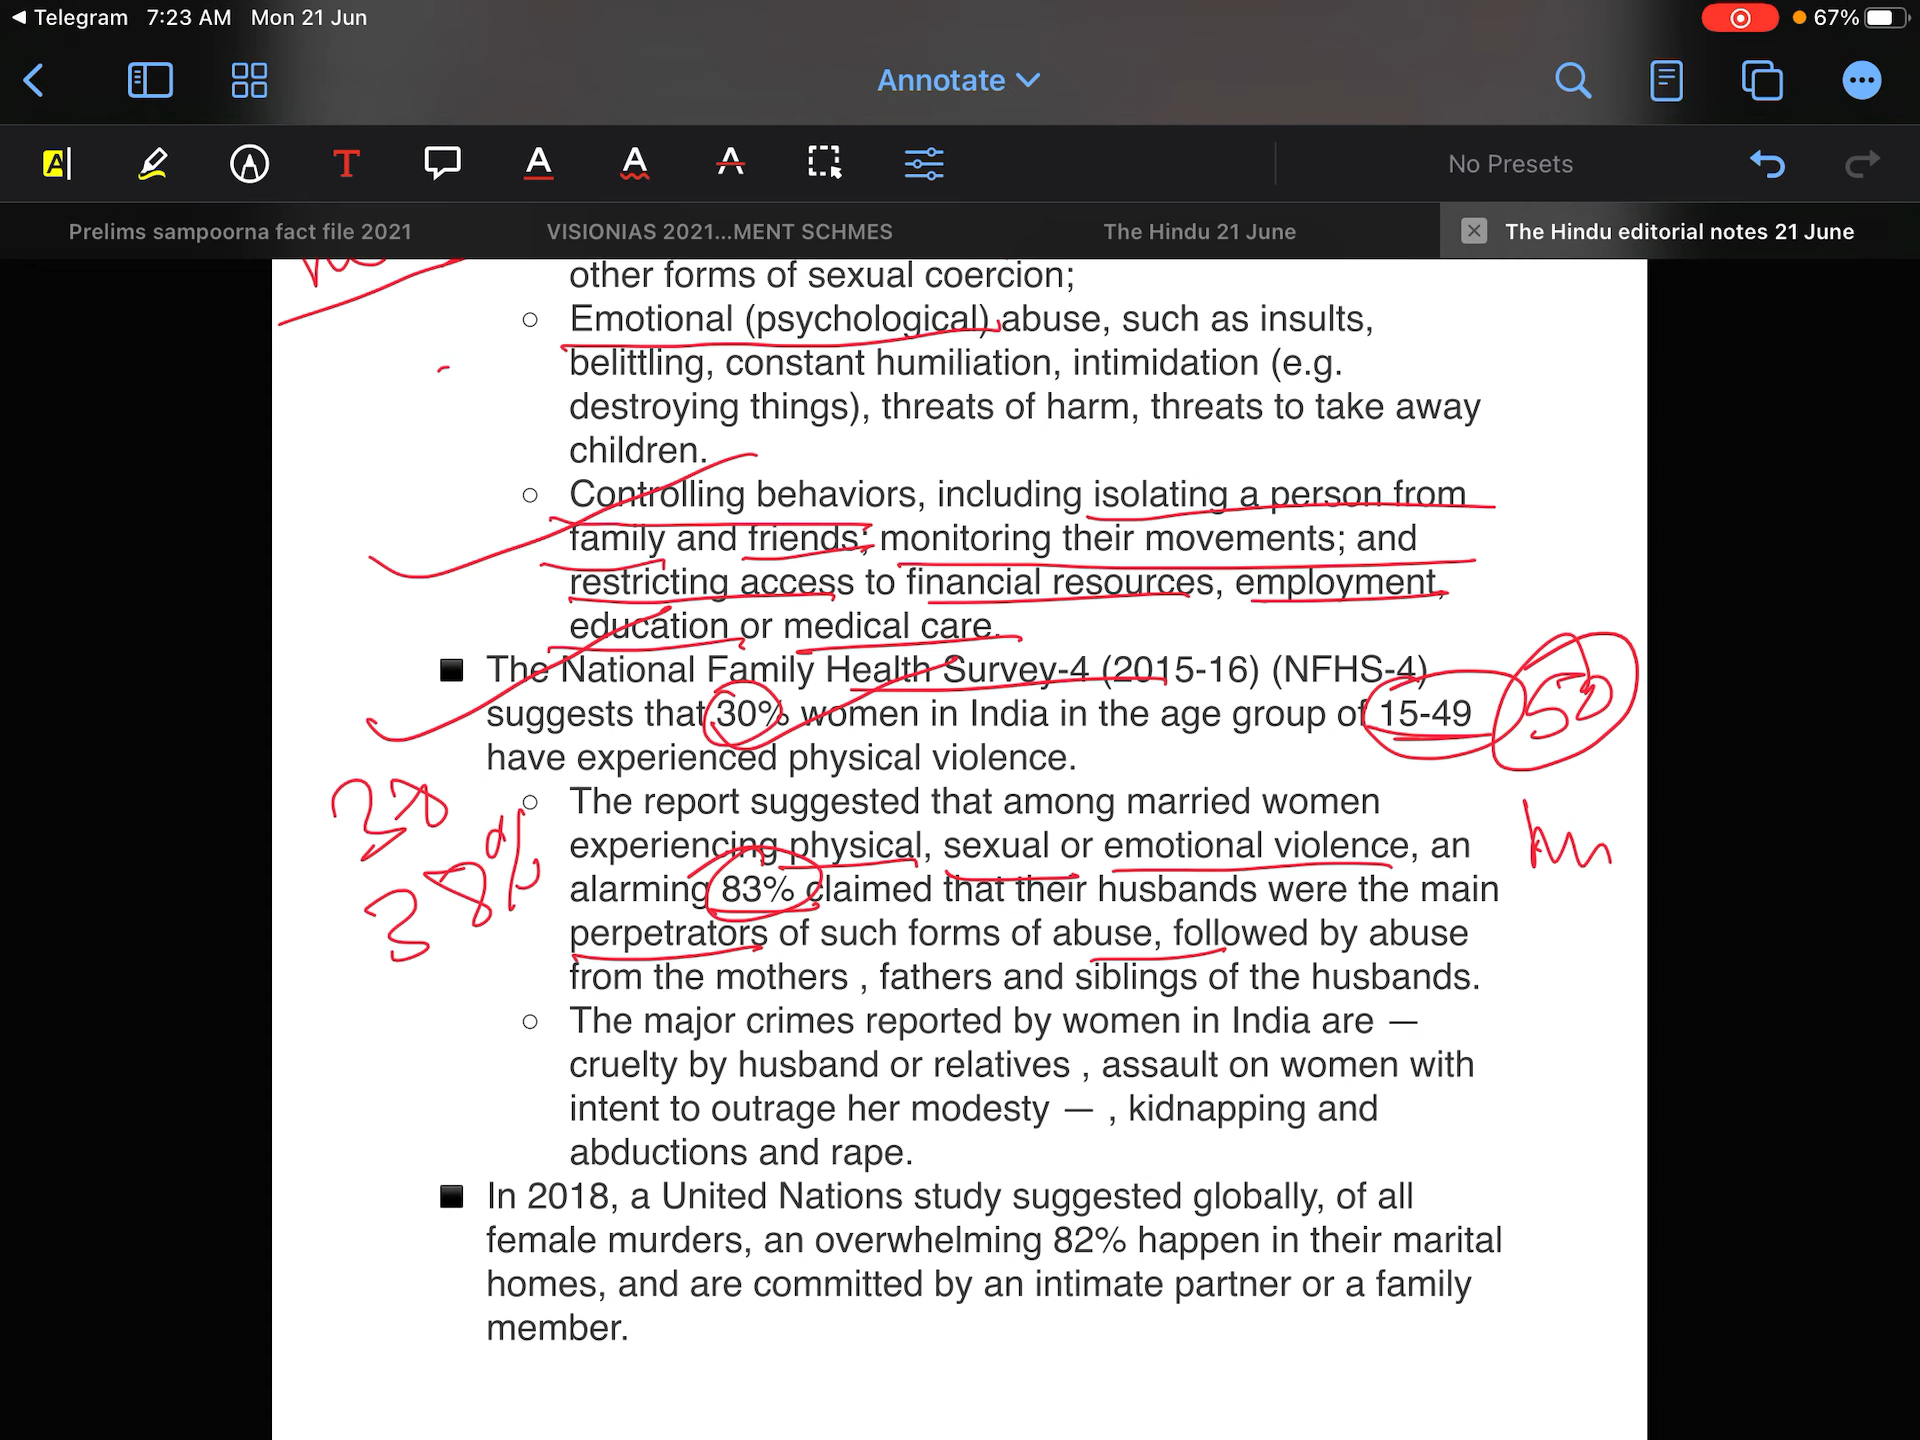 Telegram 7:23 AM Mon 21 Jun 67%
Annotate
A T A A A No Presets
Prelims sampoorna fact file 2021 VISIONIAS 2021...MENT SCHMES The Hindu 21 June The Hindu editorial notes 21 June
other forms of sexual coercion;
○ Emotional (psychological) abuse, such as insults,
belittling, constant humiliation, intimidation (e.g.
destroying things), threats of harm, threats to take away
children.
○ Controlling behaviors, including isolating a person from
family and friends; monitoring their movements; and
restricting access to financial resources, employment,
education or medical care.
■ The National Family Health Survey-4 (2015-16) (NFHS-4)
suggests that 30% women in India in the age group of 15-49 50
have experienced physical violence.
○ The report suggested that among married women
experiencing physical, sexual or emotional violence, an
alarming 83% claimed that their husbands were the main
38%
perpetrators of such forms of abuse, followed by abuse
from the mothers , fathers and siblings of the husbands.
○ The major crimes reported by women in India are —
cruelty by husband or relatives , assault on women with
intent to outrage her modesty — , kidnapping and
abductions and rape.
■ In 2018, a United Nations study suggested globally, of all
female murders, an overwhelming 82% happen in their marital
homes, and are committed by an intimate partner or a family
member.